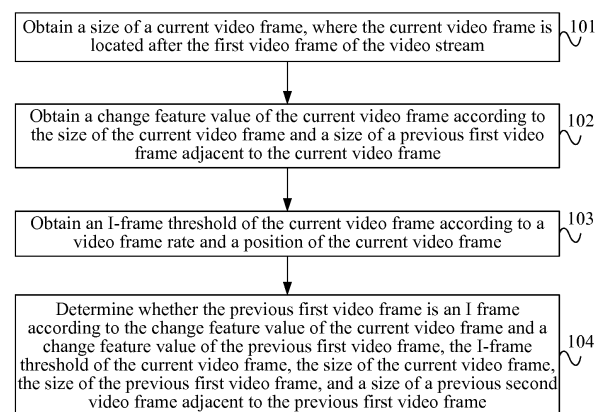 Obtain a size of a current video frame, where the current video frame is
located after the first video frame of the video stream
101
Obtain a change feature value of the current video frame according to
the size of the current video frame and a size of a previous first video
frame adjacent to the current video frame
102
Obtain an I-frame threshold of the current video frame according to a
video frame rate and a position of the current video frame
103
Determine whether the previous first video frame is an I frame
according to the change feature value of the current video frame and a
change feature value of the previous first video frame, the I-frame
threshold of the current video frame, the size of the current video frame,
the size of the previous first video frame, and a size of a previous second
video frame adjacent to the previous first video frame
104